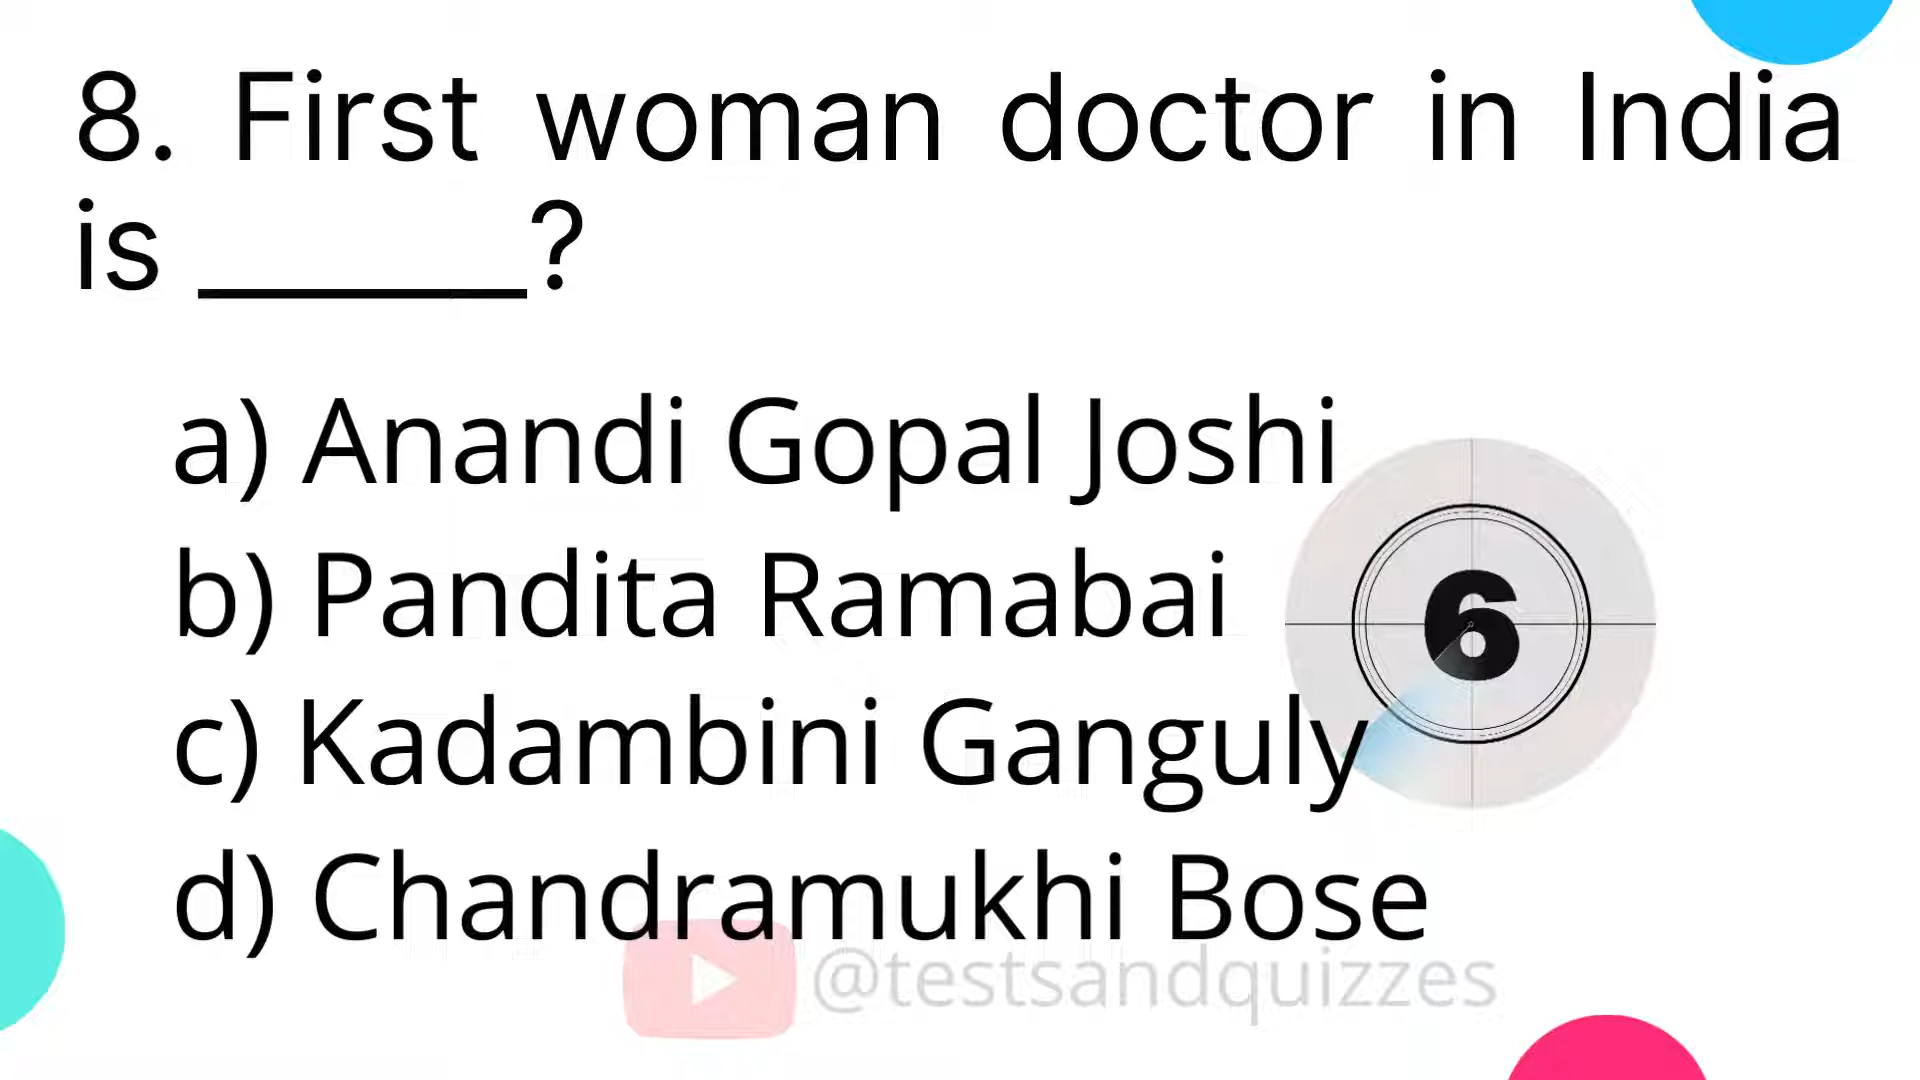 8. First woman doctor in India
is ______?
a) Anandi Gopal Joshi
b) Pandita Ramabai
6
c) Kadambini Ganguly
d) Chandramukhi Bose
@testsandquizzes